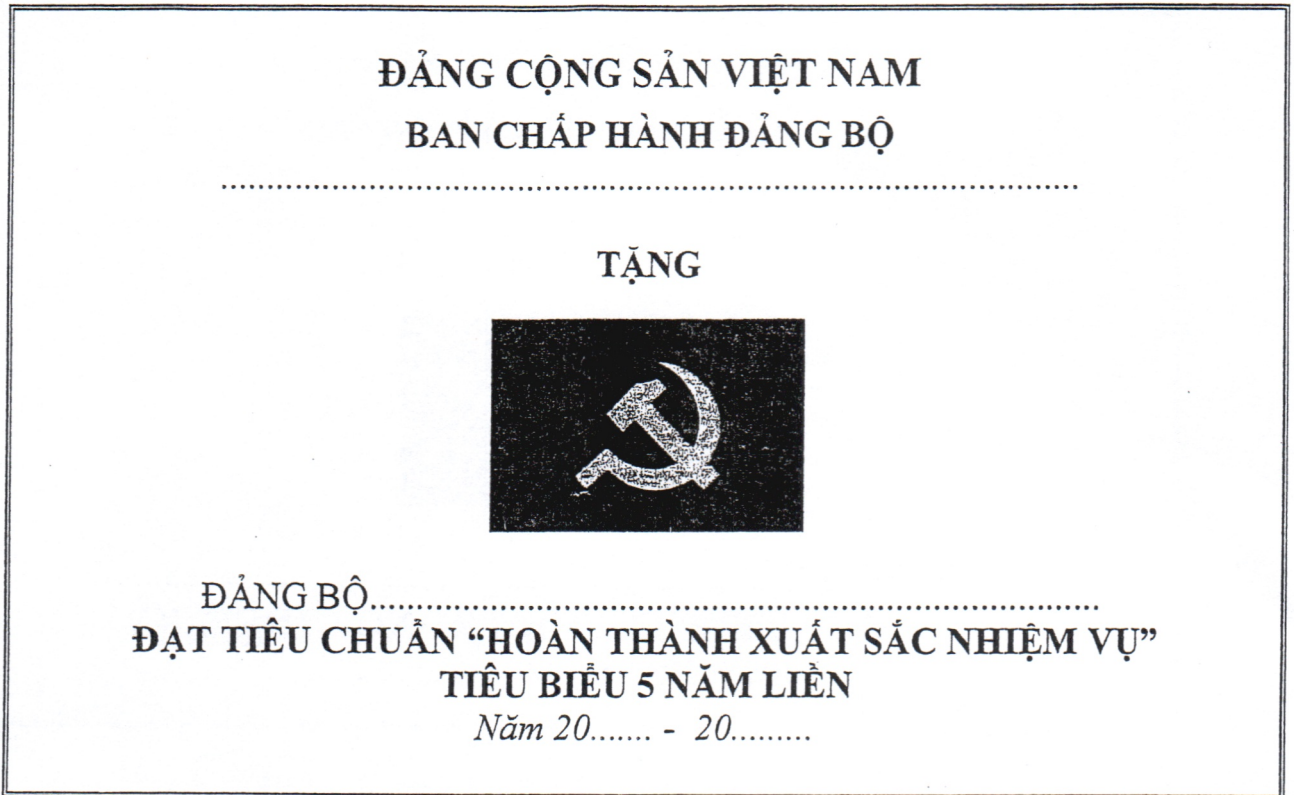 ĐẢNG CỘNG SẢN VIỆT NAM
BAN CHẤP HÀNH ĐẢNG BỘ
..........................................................................................
TẶNG
ĐẢNG BỘ............................................................................
ĐẠT TIÊU CHUẨN “HOÀN THÀNH XUẤT SẮC NHIỆM VỤ”
TIÊU BIỂU 5 NĂM LIỀN
Năm 20....... - 20.........